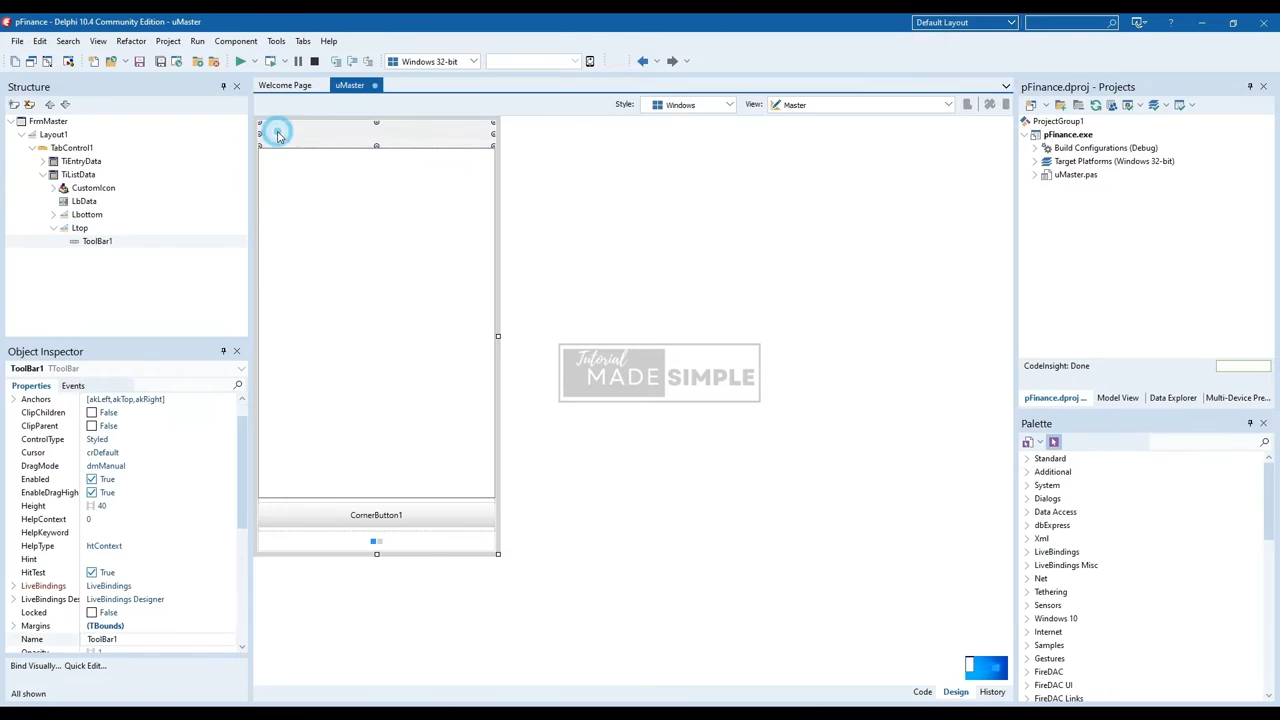 pFinance - Delphi 10.4 Community Edition - uMaster
Default Layout
File Edit Search View Refactor Project Run Component Tools Tabs Help
Windows 32-bit
Structure
FrmMaster
Layout1
TabControl1
TiEntryData
TiListData
CustomIcon
LbData
Lbottom
Ltop
ToolBar1
Object Inspector
ToolBar1 TToolBar
Properties Events
Anchors [akLeft,akTop,akRight]
ClipChildren False
ClipParent False
ControlType Styled
Cursor crDefault
DragMode dmManual
Enabled True
EnableDragHigh True
Height 40
HelpContext 0
HelpKeyword
HelpType htContext
Hint
HitTest True
LiveBindings LiveBindings
LiveBindings Des LiveBindings Designer
Locked False
Margins (TBounds)
Name ToolBar1
Opacity 1
Bind Visually... Quick Edit...
All shown
Welcome Page uMaster
Style: Windows View: Master
CornerButton1
Tutorial
MADE SIMPLE
Code Design History
pFinance.dproj - Projects
ProjectGroup1
pFinance.exe
Build Configurations (Debug)
Target Platforms (Windows 32-bit)
uMaster.pas
CodeInsight: Done
pFinance.dproj ... Model View Data Explorer Multi-Device Pre...
Palette
Standard
Additional
System
Dialogs
Data Access
dbExpress
Xml
LiveBindings
LiveBindings Misc
Net
Tethering
Sensors
Windows 10
Internet
Samples
Gestures
FireDAC
FireDAC UI
FireDAC Links